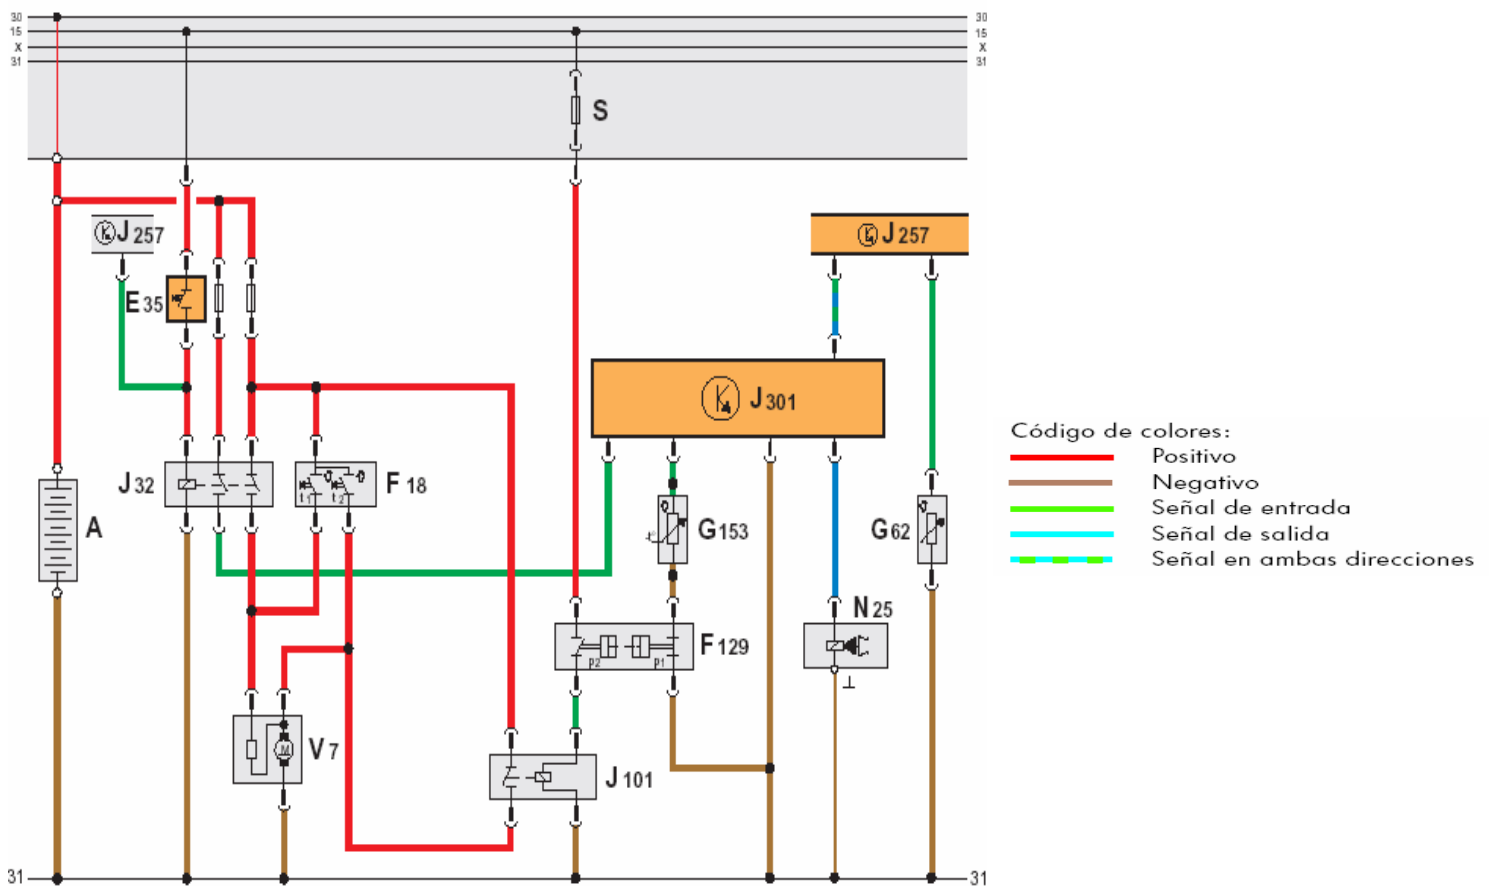 30 30
15 15
X X
31 31
S
J 257
J 257
E 35
J 301
J 32
F 18
t1 t2
A
G 153
t°
G 62
N 25
F 129
P2 P1
V 7
M
J 101
31 31
Código de colores:
Positivo
Negativo
Señal de entrada
Señal de salida
Señal en ambas direcciones